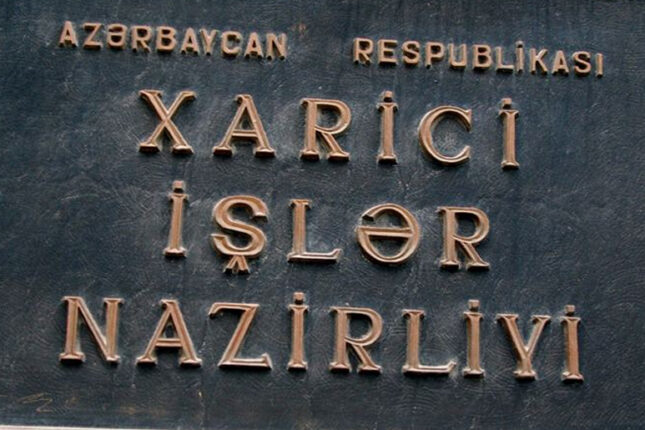 AZƏRBAYCAN RESPUBLİKASI
XARİCİ
İŞLƏR
NAZİRLİYİ